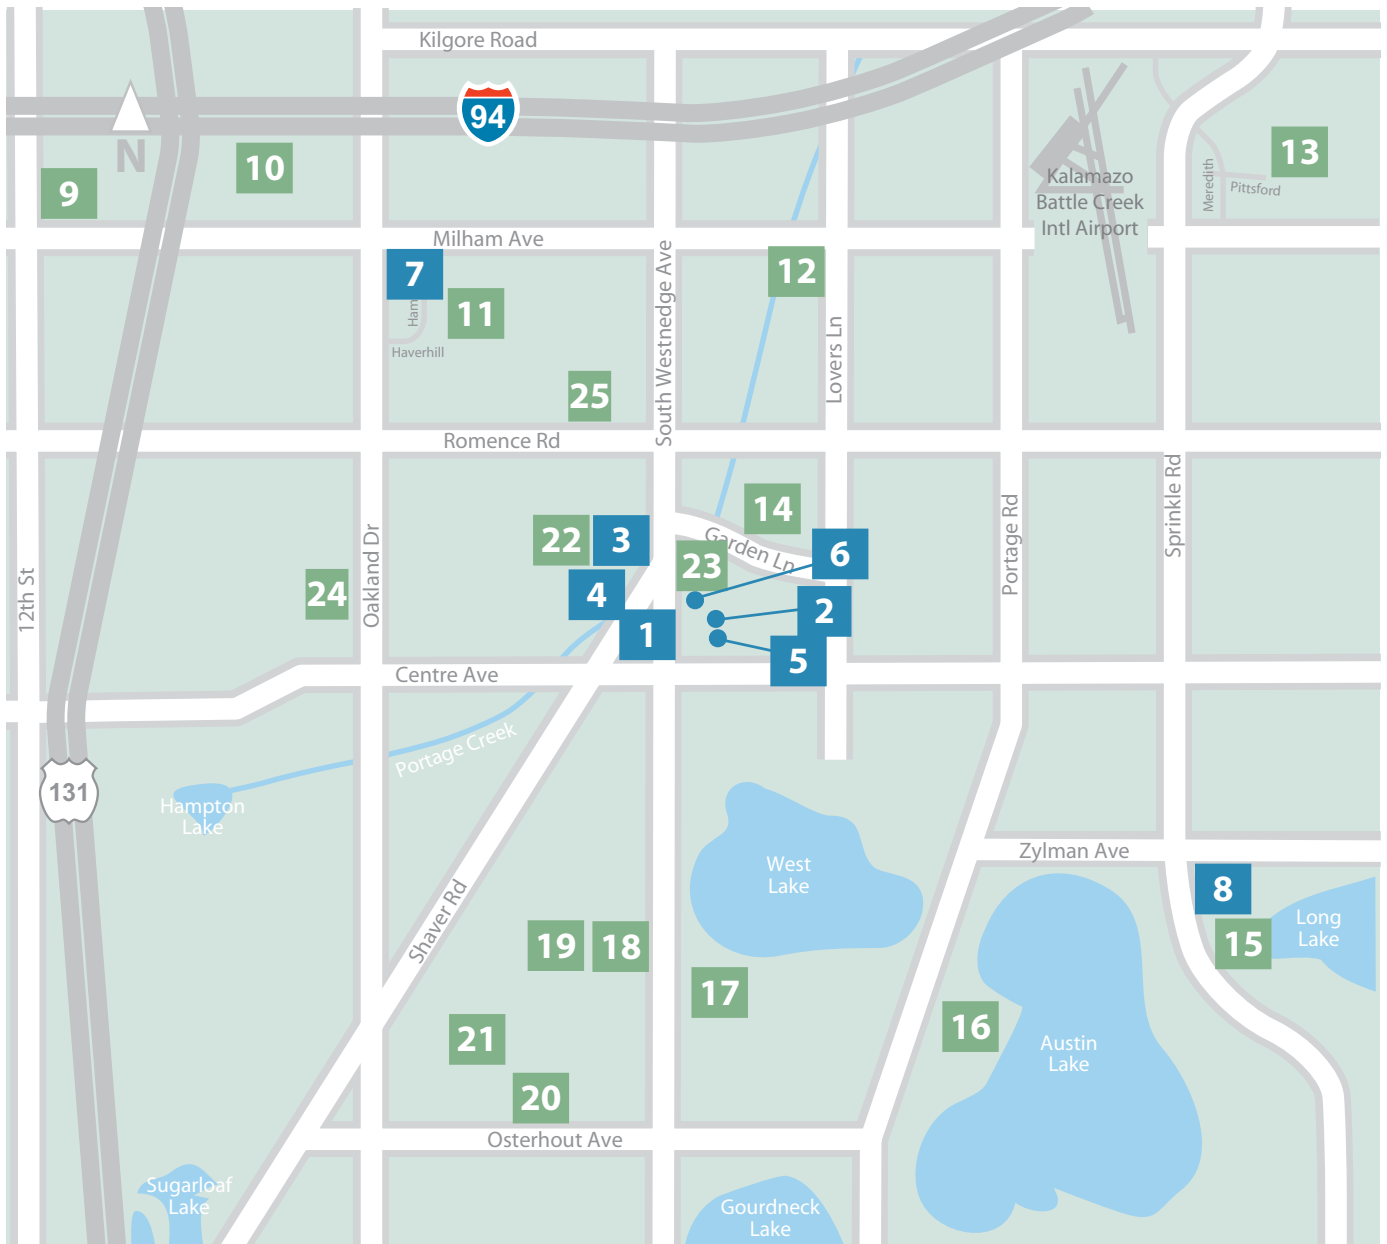 Kilgore Road
94
N
9
10
13
Kalamazo
Battle Creek
Intl Airport
Meredith
Pittsford
Milham Ave
7
Ham
11
Haverhill
12
South Westnedge Ave
Lovers Ln
25
Romence Rd
14
Garden Ln
22
3
23
6
4
2
1
5
24
12th St
Oakland Dr
Portage Rd
Sprinkle Rd
Centre Ave
Portage Creek
131
Hampton
Lake
West
Lake
Zylman Ave
8
Long
Lake
15
Shaver Rd
19
18
17
16
Austin
Lake
21
20
Osterhout Ave
Sugarloaf
Lake
Gourdneck
Lake